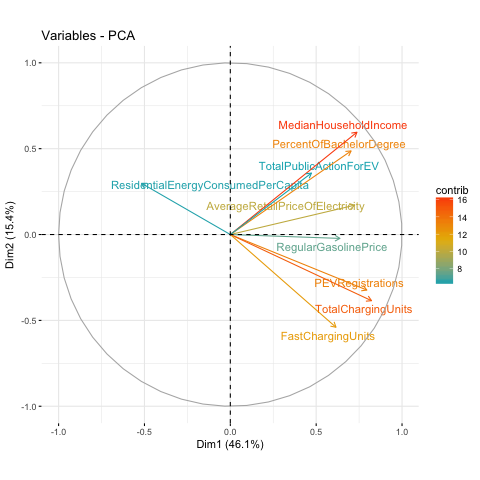 Variables - PCA
1.0
0.5
0.0
-0.5
-1.0
Dim2 (15.4%)
MedianHouseholdIncome
PercentOfBachelorDegree
TotalPublicActionForEV
ResidentialEnergyConsumedPerCapita
AverageRetailPriceOfElectricity
RegularGasolinePrice
PEVRegistrations
TotalChargingUnits
FastChargingUnits
-1.0
-0.5
0.0
0.5
1.0
Dim1 (46.1%)
contrib
16
14
12
10
8